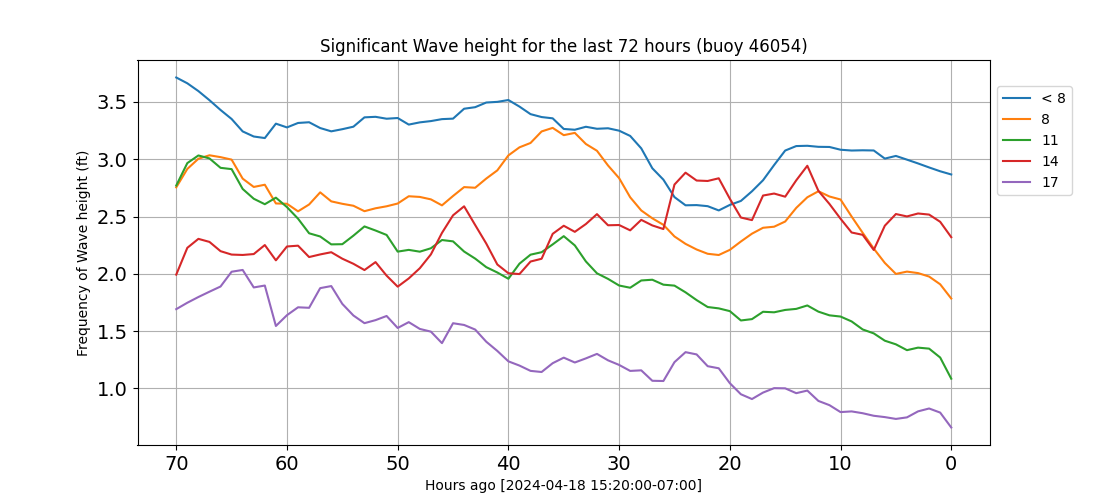 Significant Wave height for the last 72 hours (buoy 46054)
Frequency of Wave height (ft)
3.5
3.0
2.5
2.0
1.5
1.0
70 60 50 40 30 20 10 0
Hours ago [2024-04-18 15:20:00-07:00]
< 8
8
11
14
17